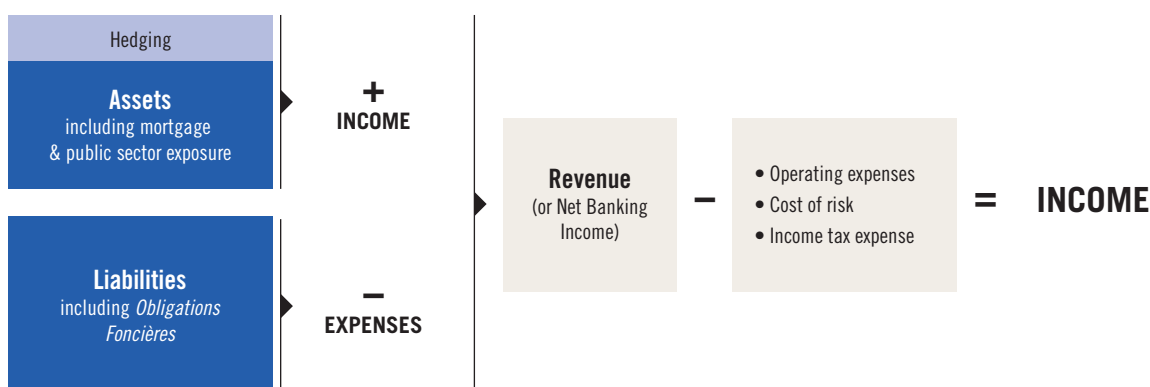 Hedging
Assets
including mortgage
& public sector exposure
+
INCOME
Liabilities
including Obligations
Foncières
–
EXPENSES
Revenue
(or Net Banking
Income)
–
• Operating expenses
• Cost of risk
• Income tax expense
=
INCOME